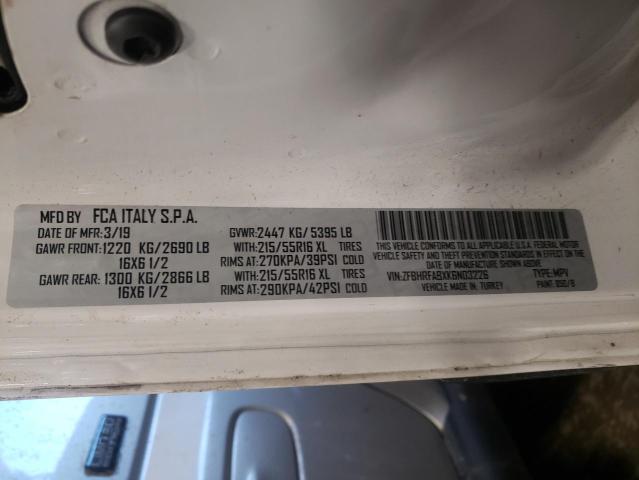 MFD BY FCA ITALY S.P.A.
DATE OF MFR: 3/19 GVWR: 2447 KG/ 5395 LB
GAWR FRONT: 1220 KG/2690 LB WITH: 215/55R16 XL TIRES
16X6 1/2 RIMS AT: 270KPA/39PSI COLD
GAWR REAR: 1300 KG/2866 LB WITH: 215/55R16 XL TIRES
16X6 1/2 RIMS AT: 290KPA/42PSI COLD
THIS VEHICLE CONFORMS TO ALL APPLICABLE U.S.A. FEDERAL MOTOR
VEHICLE SAFETY AND THEFT PREVENTION STANDARDS IN EFFECT
ON THE DATE OF MANUFACTURE SHOWN ABOVE.
VIN: ZFBHRFABXK6N03226 TYPE: MPV
VEHICLE MADE IN: TURKEY PAINT: 050/B